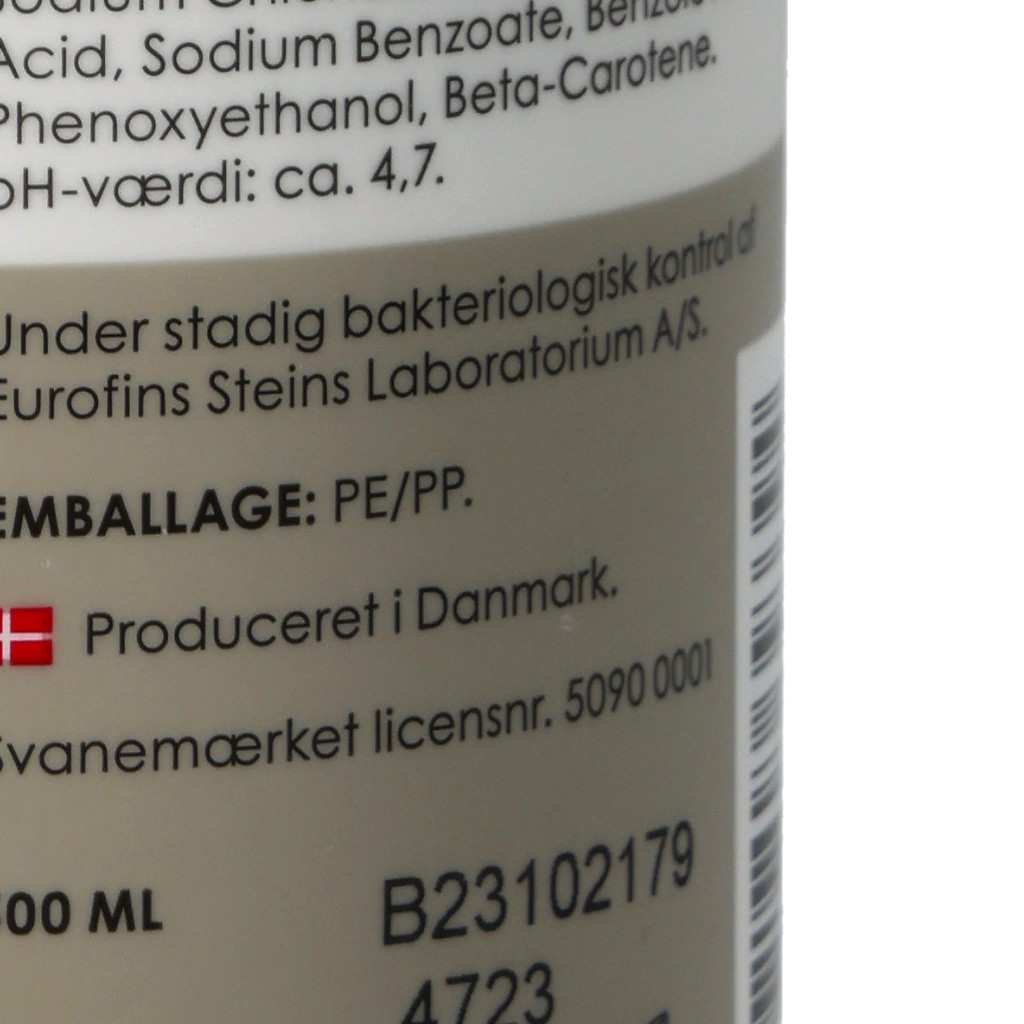 Sodium
Acid, Sodium Benzoate,
Phenoxyethanol, Beta-Carotene.
pH-værdi: ca. 4,7.
Under stadig bakteriologisk kontrol af
Eurofins Steins Laboratorium A/S.
EMBALLAGE: PE/PP.
Produceret i Danmark.
Svanemærket licensnr. 5090 0001
00 ML
B23102179
4723